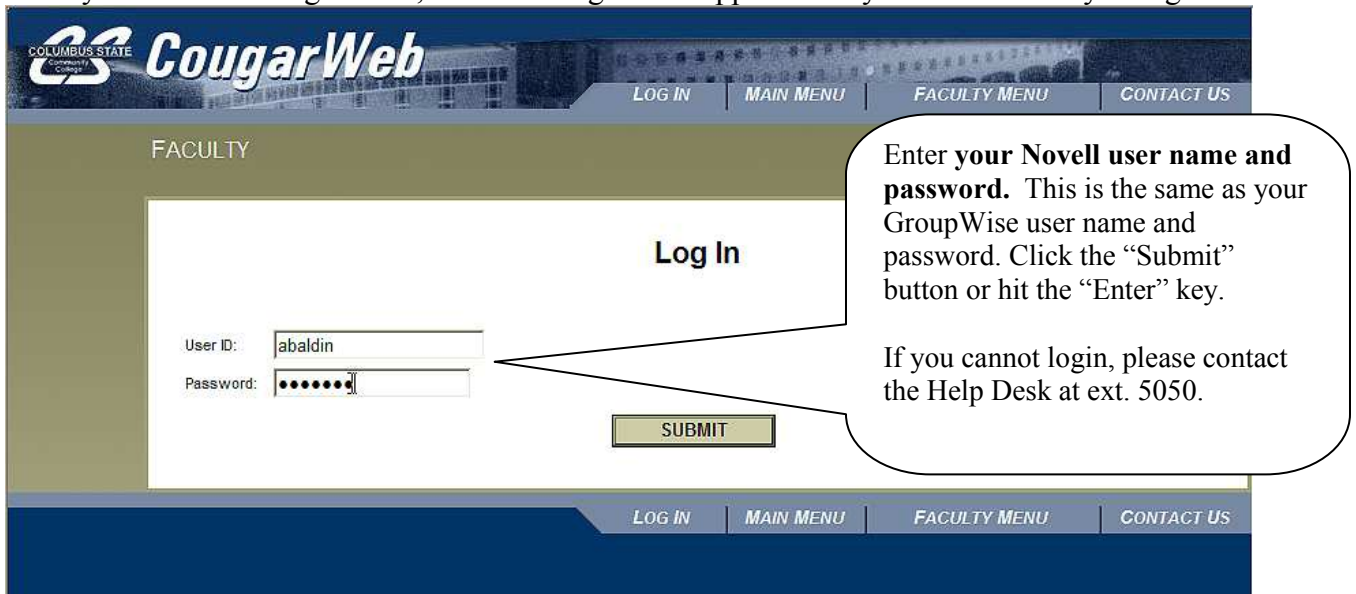 COLUMBUS STATE
Community
College
CougarWeb
LOG IN MAIN MENU FACULTY MENU CONTACT US
FACULTY
Enter your Novell user name and
password. This is the same as your
GroupWise user name and
password. Click the “Submit”
button or hit the “Enter” key.
If you cannot login, please contact
the Help Desk at ext. 5050.
Log In
User ID: abaldin
Password: •••••••
SUBMIT
LOG IN MAIN MENU FACULTY MENU CONTACT US